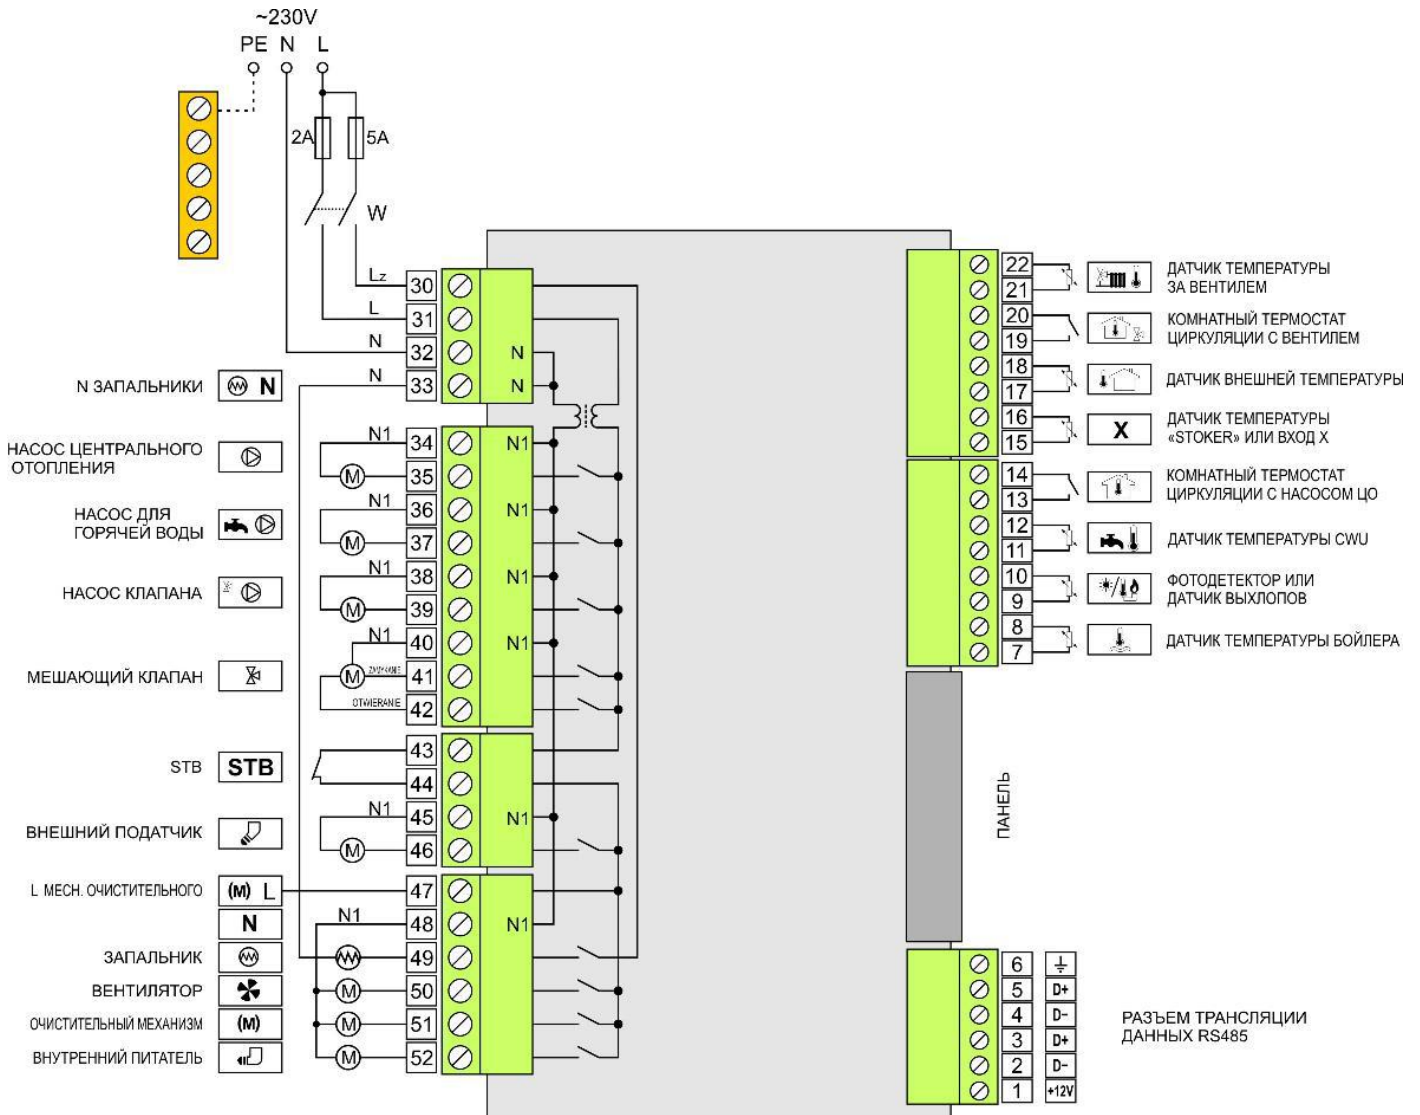 ~230V
PE N L
2A
5A
W
Lz
30
L
31
N
32
N
N
33
N
N ЗАПАЛЬНИКИ
N
НАСОС ЦЕНТРАЛЬНОГО
ОТОПЛЕНИЯ
N1
34
N1
M
35
НАСОС ДЛЯ
ГОРЯЧЕЙ ВОДЫ
N1
36
N1
M
37
НАСОС КЛАПАНА
N1
38
N1
M
39
МЕШАЮЩИЙ КЛАПАН
N1
40
N1
M
ZAMYKANIE
41
OTWIERANIE
42
STB
STB
43
44
ВНЕШНИЙ ПОДАТЧИК
N1
45
N1
M
46
L МЕСН. ОЧИСТИТЕЛЬНОГО
(M) L
47
N
N1
48
N1
ЗАПАЛЬНИК
49
ВЕНТИЛЯТОР
M
50
ОЧИСТИТЕЛЬНЫЙ МЕХАНИЗМ
(M)
M
51
ВНУТРЕННИЙ ПИТАТЕЛЬ
M
52
22
21
ДАТЧИК ТЕМПЕРАТУРЫ
ЗА ВЕНТИЛЕМ
20
19
КОМНАТНЫЙ ТЕРМОСТАТ
ЦИРКУЛЯЦИИ С ВЕНТИЛЕМ
18
17
ДАТЧИК ВНЕШНЕЙ ТЕМПЕРАТУРЫ
16
15
X
ДАТЧИК ТЕМПЕРАТУРЫ
«STOKER» ИЛИ ВХОД X
14
13
КОМНАТНЫЙ ТЕРМОСТАТ
ЦИРКУЛЯЦИИ С НАСОСОМ ЦО
12
11
ДАТЧИК ТЕМПЕРАТУРЫ CWU
10
9
ФОТОДЕТЕКТОР ИЛИ
ДАТЧИК ВЫХЛОПОВ
8
7
ДАТЧИК ТЕМПЕРАТУРЫ БОЙЛЕРА
ПАНЕЛЬ
6
5 D+
4 D-
3 D+
2 D-
1 +12V
РАЗЪЕМ ТРАНСЛЯЦИИ
ДАННЫХ RS485